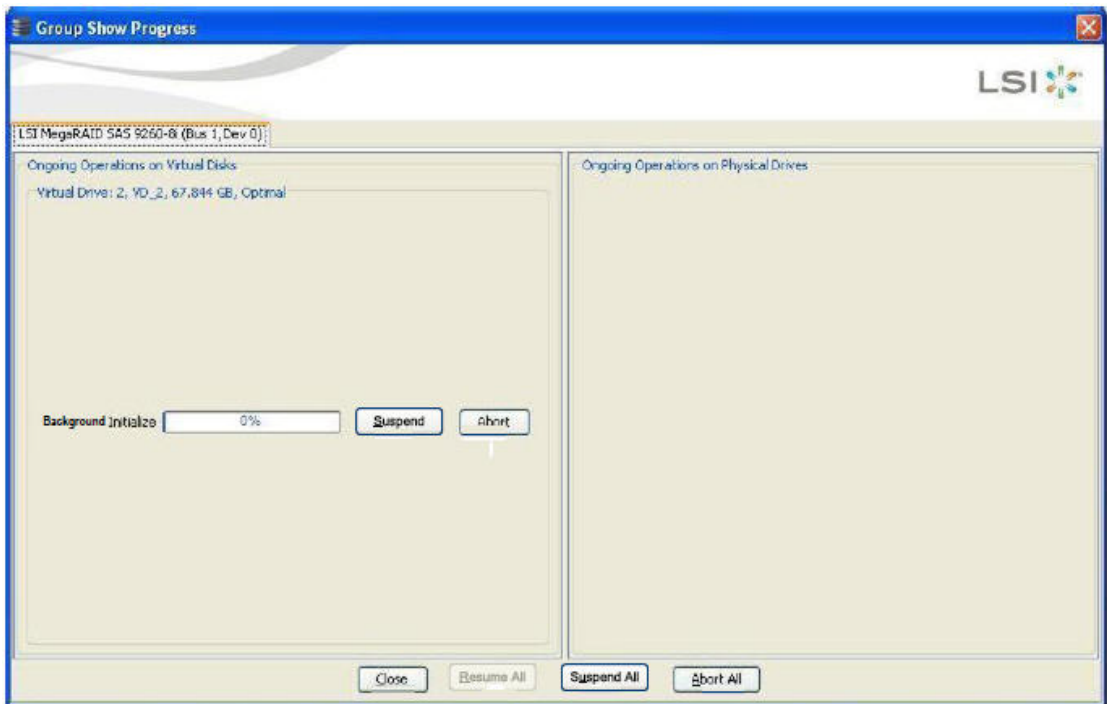 Group Show Progress
LSI
LSI MegaRAID SAS 9260-8i (Bus 1,Dev 0)
Ongoing Operations on Virtual Disks
Virtual Drive: 2, VD_2, 67.844 GB, Optimal
Background Initialize 0% Suspend Abort
Ongoing Operations on Physical Drives
Close Resume All Suspend All Abort All